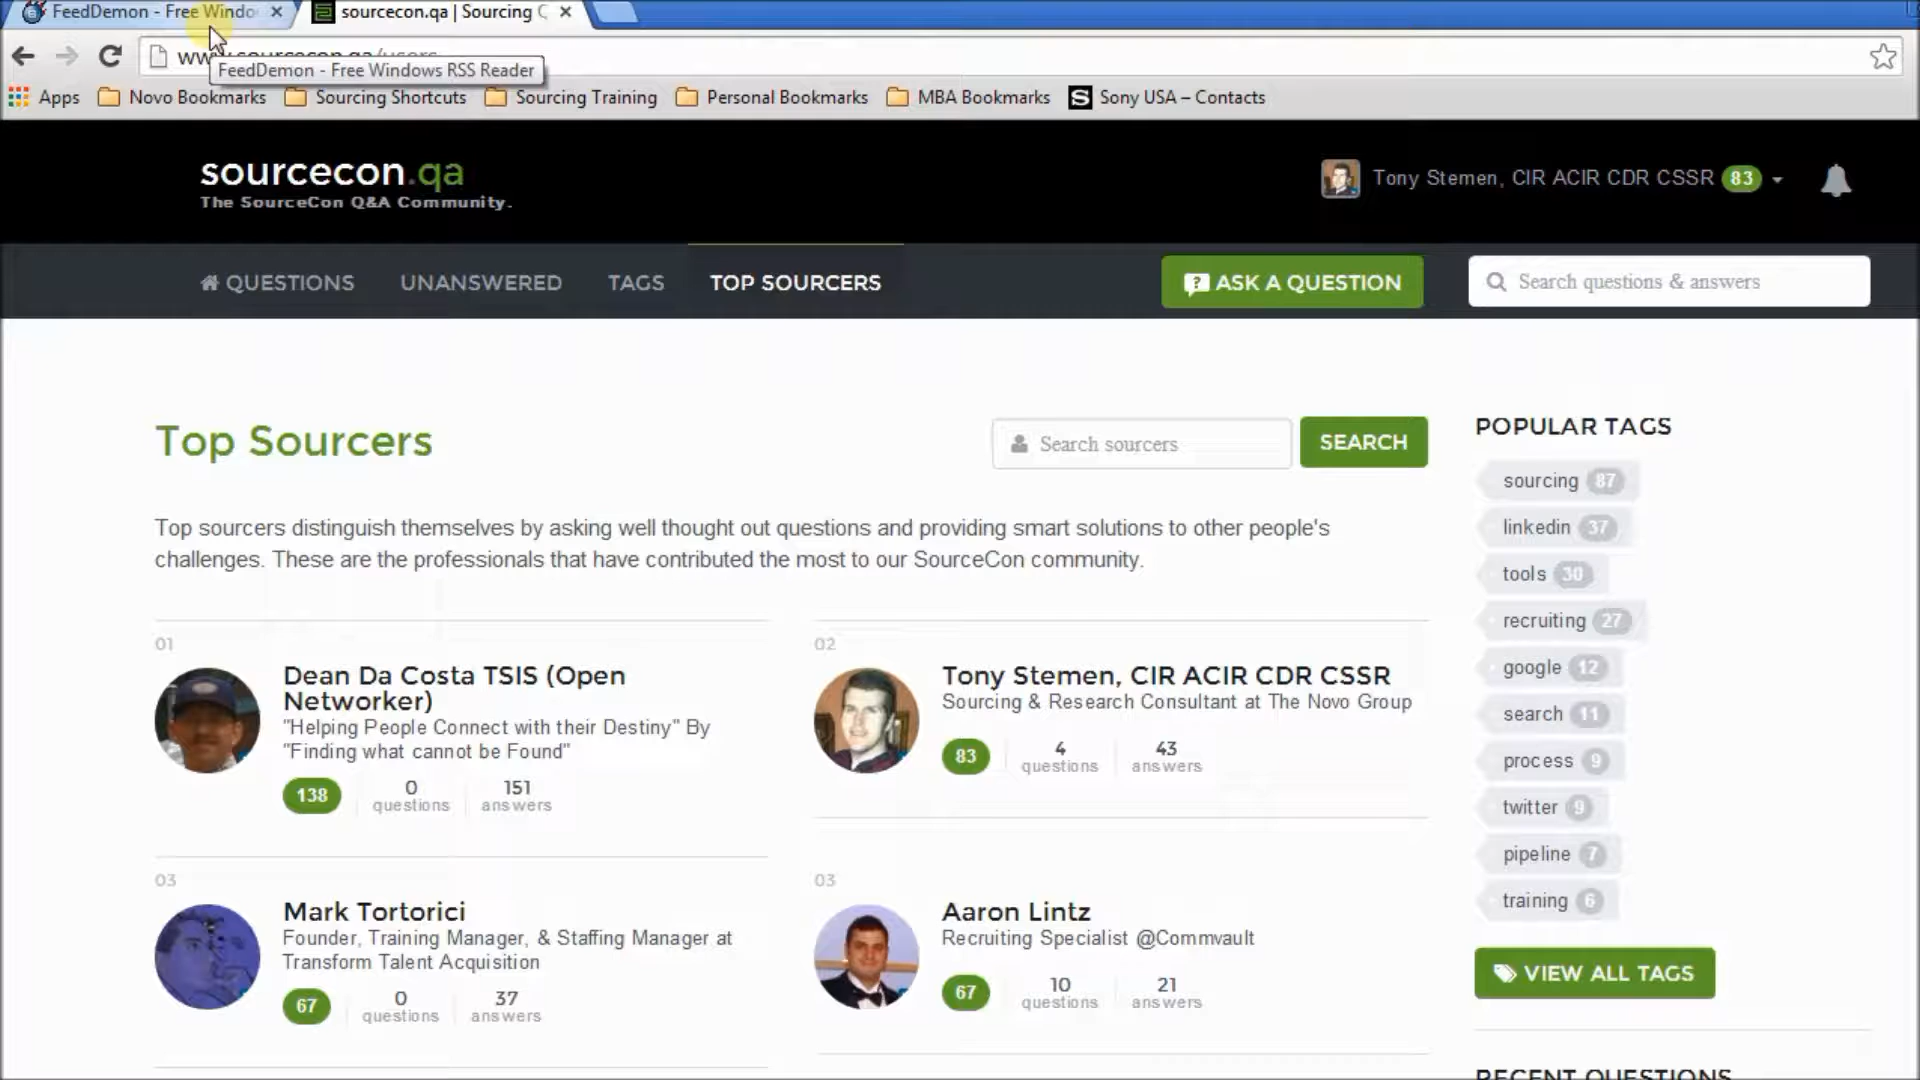 FeedDemon - Free Windo
sourcecon.qa | Sourcing
FeedDemon - Free Windows RSS Reader
Apps
Novo Bookmarks
Sourcing Shortcuts
Sourcing Training
Personal Bookmarks
MBA Bookmarks
Sony USA – Contacts
sourcecon.qa
The SourceCon Q&A Community.
Tony Stemen, CIR ACIR CDR CSSR 83
QUESTIONS
UNANSWERED
TAGS
TOP SOURCERS
ASK A QUESTION
Search questions & answers
Top Sourcers
Search sourcers
SEARCH
Top sourcers distinguish themselves by asking well thought out questions and providing smart solutions to other people's
challenges. These are the professionals that have contributed the most to our SourceCon community.
01
Dean Da Costa TSIS (Open
Networker)
"Helping People Connect with their Destiny" By
"Finding what cannot be Found"
138
0
questions
151
answers
02
Tony Stemen, CIR ACIR CDR CSSR
Sourcing & Research Consultant at The Novo Group
83
4
questions
43
answers
03
Mark Tortorici
Founder, Training Manager, & Staffing Manager at
Transform Talent Acquisition
67
0
questions
37
answers
03
Aaron Lintz
Recruiting Specialist @Commvault
67
10
questions
21
answers
POPULAR TAGS
sourcing 87
linkedin 37
tools 30
recruiting 27
google 12
search 11
process 9
twitter 9
pipeline 7
training 6
VIEW ALL TAGS
RECENT QUESTIONS